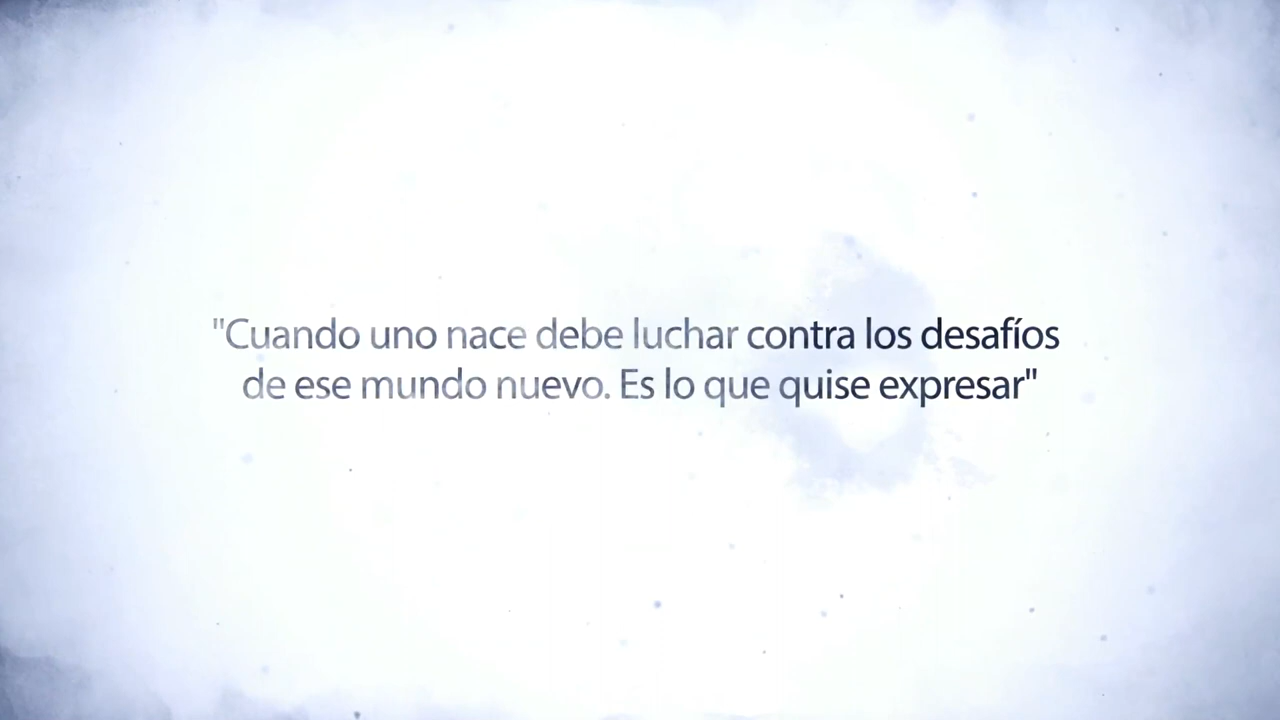 "Cuando uno nace debe luchar contra los desafíos
de ese mundo nuevo. Es lo que quise expresar"